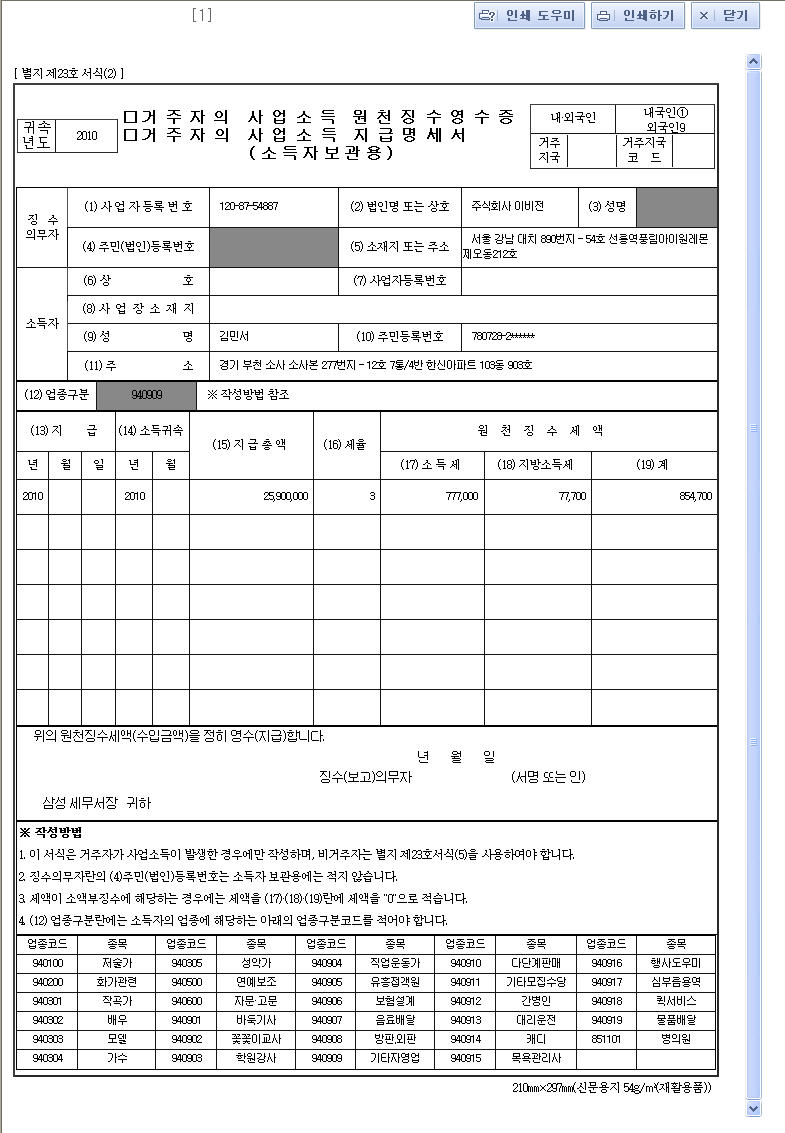 [1]
인쇄 도우미 인쇄하기 닫기
[ 별지 제23호 서식(2) ]
귀속년도 2010
□거주자의 사업소득 원천징수영수증
□거주자의 사업소득 지급명세서
(소득자보관용)
내·외국인 내국인① 외국인9
거주지국 거주지국코드
징수의무자
(1) 사업자등록번호 120-87-54887 (2) 법인명 또는 상호 주식회사 이비전 (3) 성명
(4) 주민(법인)등록번호 (5) 소재지 또는 주소 서울 강남 대치 890번지 - 54호 선릉역풍림아이원레몬
제오동212호
소득자
(6) 상 호 (7) 사업자등록번호
(8) 사업장소재지
(9) 성 명 김민서 (10) 주민등록번호 780728-2******
(11) 주 소 경기 부천 소사 소사본 277번지 - 12호 7통/4반 한신아파트 103동 903호
(12) 업종구분 940909 ※ 작성방법 참조
(13) 지 급 (14) 소득귀속 (15) 지급총액 (16) 세율 원천징수세액
년 월 일 년 월 (17) 소득세 (18) 지방소득세 (19) 계
2010 2010 25,900,000 3 777,000 77,700 854,700
위의 원천징수세액(수입금액)을 정히 영수(지급)합니다.
년 월 일
징수(보고)의무자 (서명 또는 인)
삼성 세무서장 귀하
※ 작성방법
1. 이 서식은 거주자가 사업소득이 발생한 경우에만 작성하며, 비거주자는 별지 제23호서식(5)을 사용하여야 합니다.
2. 징수의무자란의 (4)주민(법인)등록번호는 소득자 보관용에는 적지 않습니다.
3. 세액이 소액부징수에 해당하는 경우에는 세액을 (17)·(18)·(19)란에 세액을 "0"으로 적습니다.
4. (12) 업종구분란에는 소득자의 업종에 해당하는 아래의 업종구분코드를 적어야 합니다.
업종코드 종목 업종코드 종목 업종코드 종목 업종코드 종목 업종코드 종목
940100 저술가 940305 성악가 940904 직업운동가 940910 다단계판매 940916 행사도우미
940200 화가관련 940500 연예보조 940905 유흥접객원 940911 기타모집수당 940917 심부름용역
940301 작곡가 940600 자문·고문 940906 보험설계 940912 간병인 940918 퀵서비스
940302 배우 940901 바둑기사 940907 음료배달 940913 대리운전 940919 물품배달
940303 모델 940902 꽃꽂이교사 940908 방판,외판 940914 캐디 851101 병의원
940304 가수 940903 학원강사 940909 기타자영업 940915 목욕관리사
210mm×297mm(신문용지 54g/㎡(재활용품))